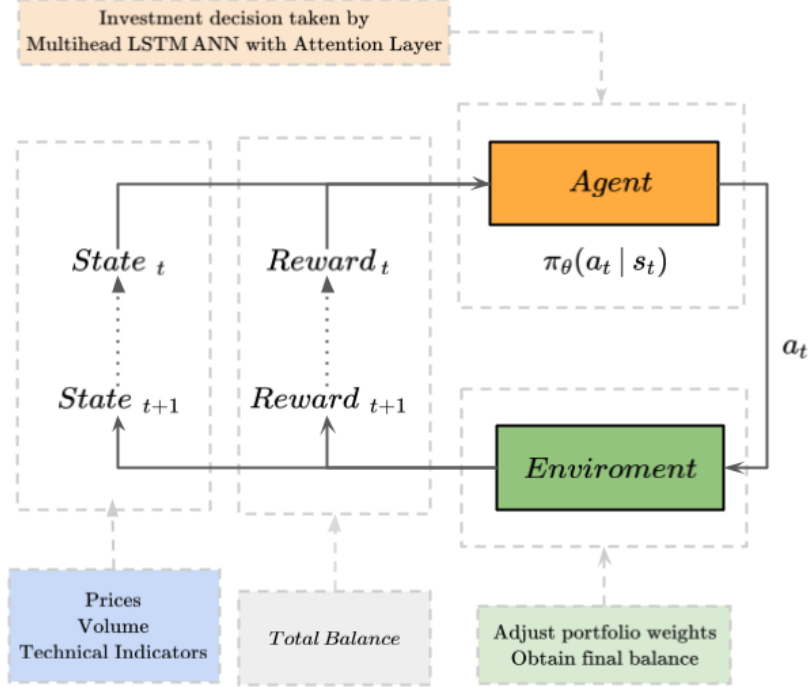 Investment decision taken by
Multihead LSTM ANN with Attention Layer
Agent
State t
Reward t
πθ(at | st)
at
State t+1
Reward t+1
Enviroment
Prices
Volume
Technical Indicators
Total Balance
Adjust portfolio weights
Obtain final balance